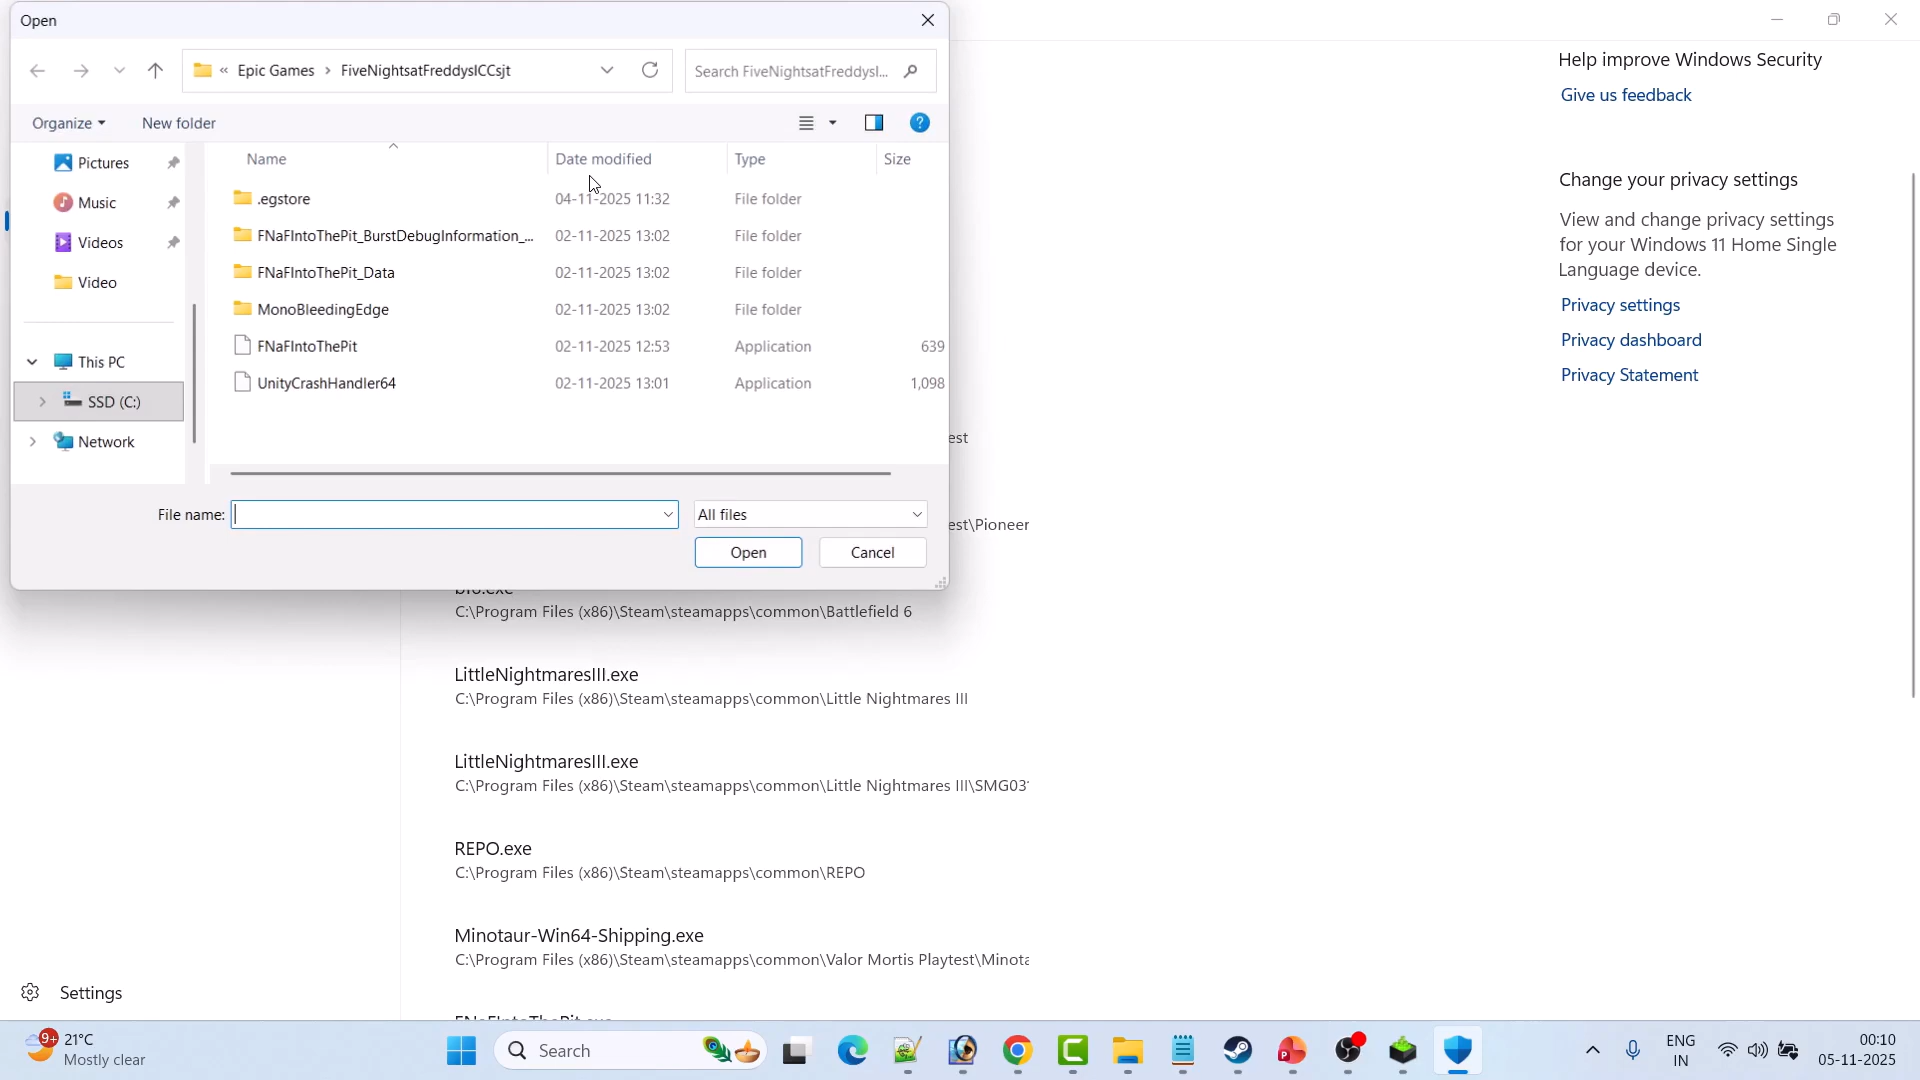 Open
« Epic Games > FiveNightsatFreddysICCsjt
Search FiveNightsatFreddysI...
Organize
New folder
Name
Date modified
Type
Size
Pictures
Music
Videos
Video
This PC
SSD (C:)
Network
.egstore 04-11-2025 11:32 File folder
FNaFIntoThePit_BurstDebugInformation_... 02-11-2025 13:02 File folder
FNaFIntoThePit_Data 02-11-2025 13:02 File folder
MonoBleedingEdge 02-11-2025 13:02 File folder
FNaFIntoThePit 02-11-2025 12:53 Application 639
UnityCrashHandler64 02-11-2025 13:01 Application 1,098
File name:
All files
Open
Cancel
Help improve Windows Security
Give us feedback
Change your privacy settings
View and change privacy settings
for your Windows 11 Home Single
Language device.
Privacy settings
Privacy dashboard
Privacy Statement
est
est\Pioneer
bf6.exe
C:\Program Files (x86)\Steam\steamapps\common\Battlefield 6
LittleNightmaresIII.exe
C:\Program Files (x86)\Steam\steamapps\common\Little Nightmares III
LittleNightmaresIII.exe
C:\Program Files (x86)\Steam\steamapps\common\Little Nightmares III\SMG03
REPO.exe
C:\Program Files (x86)\Steam\steamapps\common\REPO
Minotaur-Win64-Shipping.exe
C:\Program Files (x86)\Steam\steamapps\common\Valor Mortis Playtest\Minota
FNaFIntoThePit.exe
Settings
9+
21°C
Mostly clear
Search
ENG
IN
00:10
05-11-2025